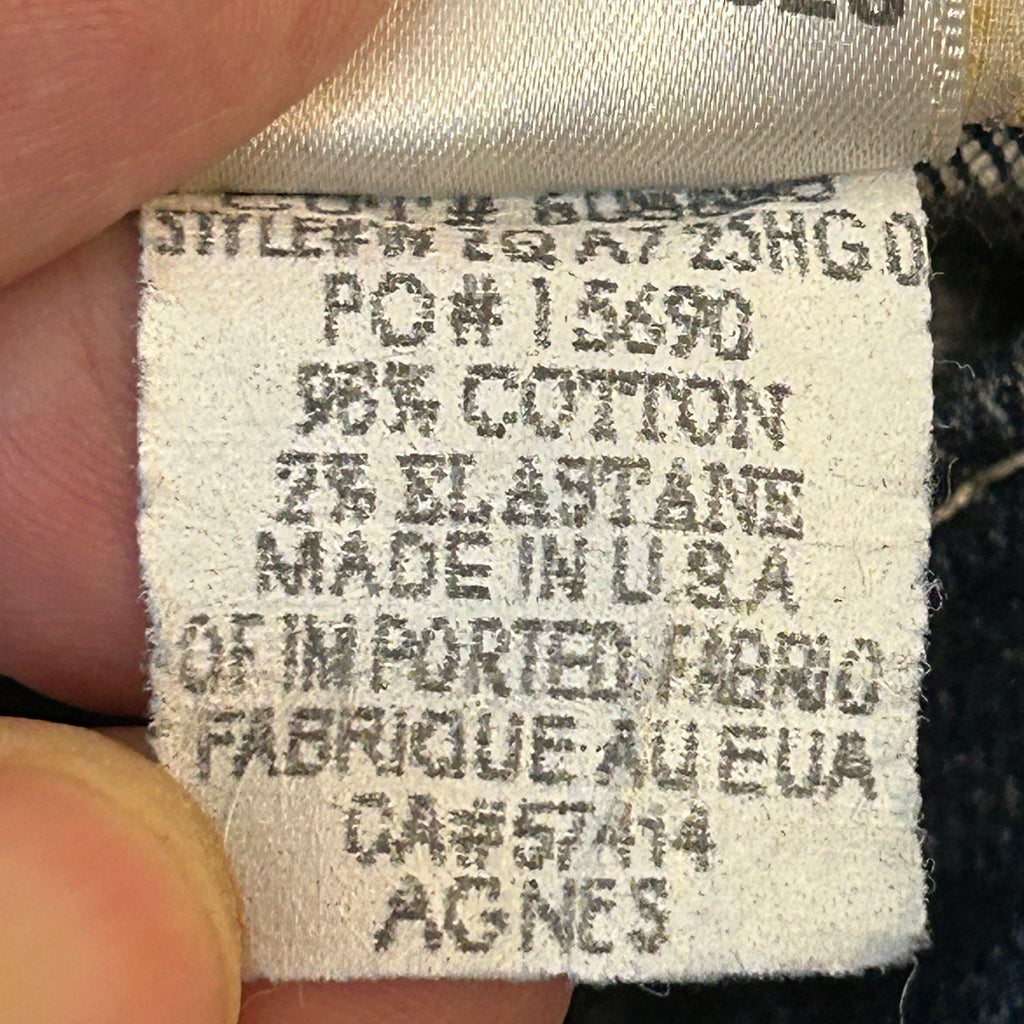 PO# 15690
98% COTTON
2% ELASTANE
MADE IN U.S.A
OF IMPORTED FABRIC
FABRIQUE AU EUA
CA#57414
AGNES